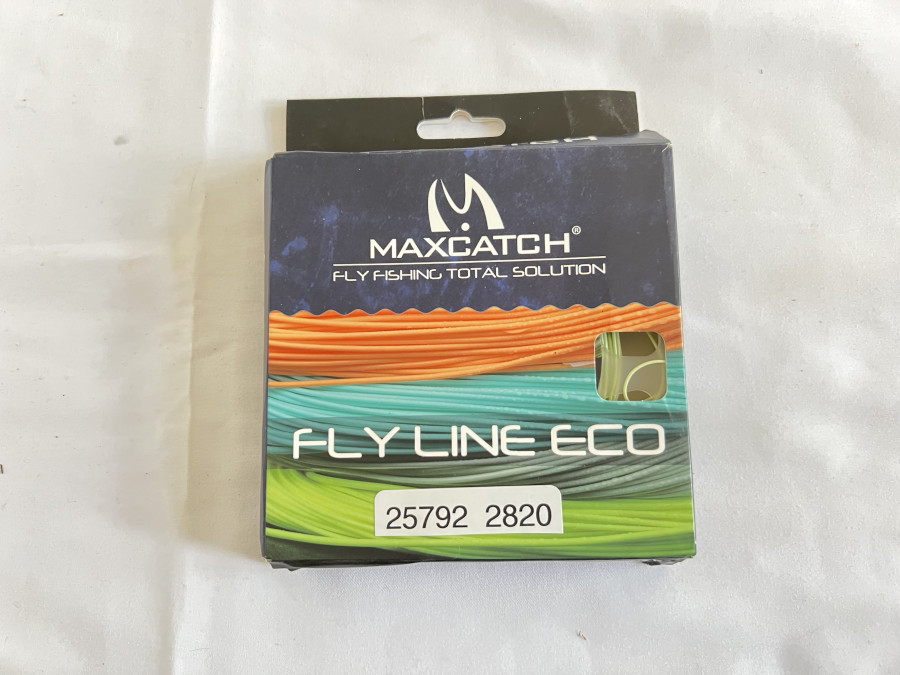 MAXCATCH®
FLY FISHING TOTAL SOLUTION
FLY LINE ECO
25792 2820